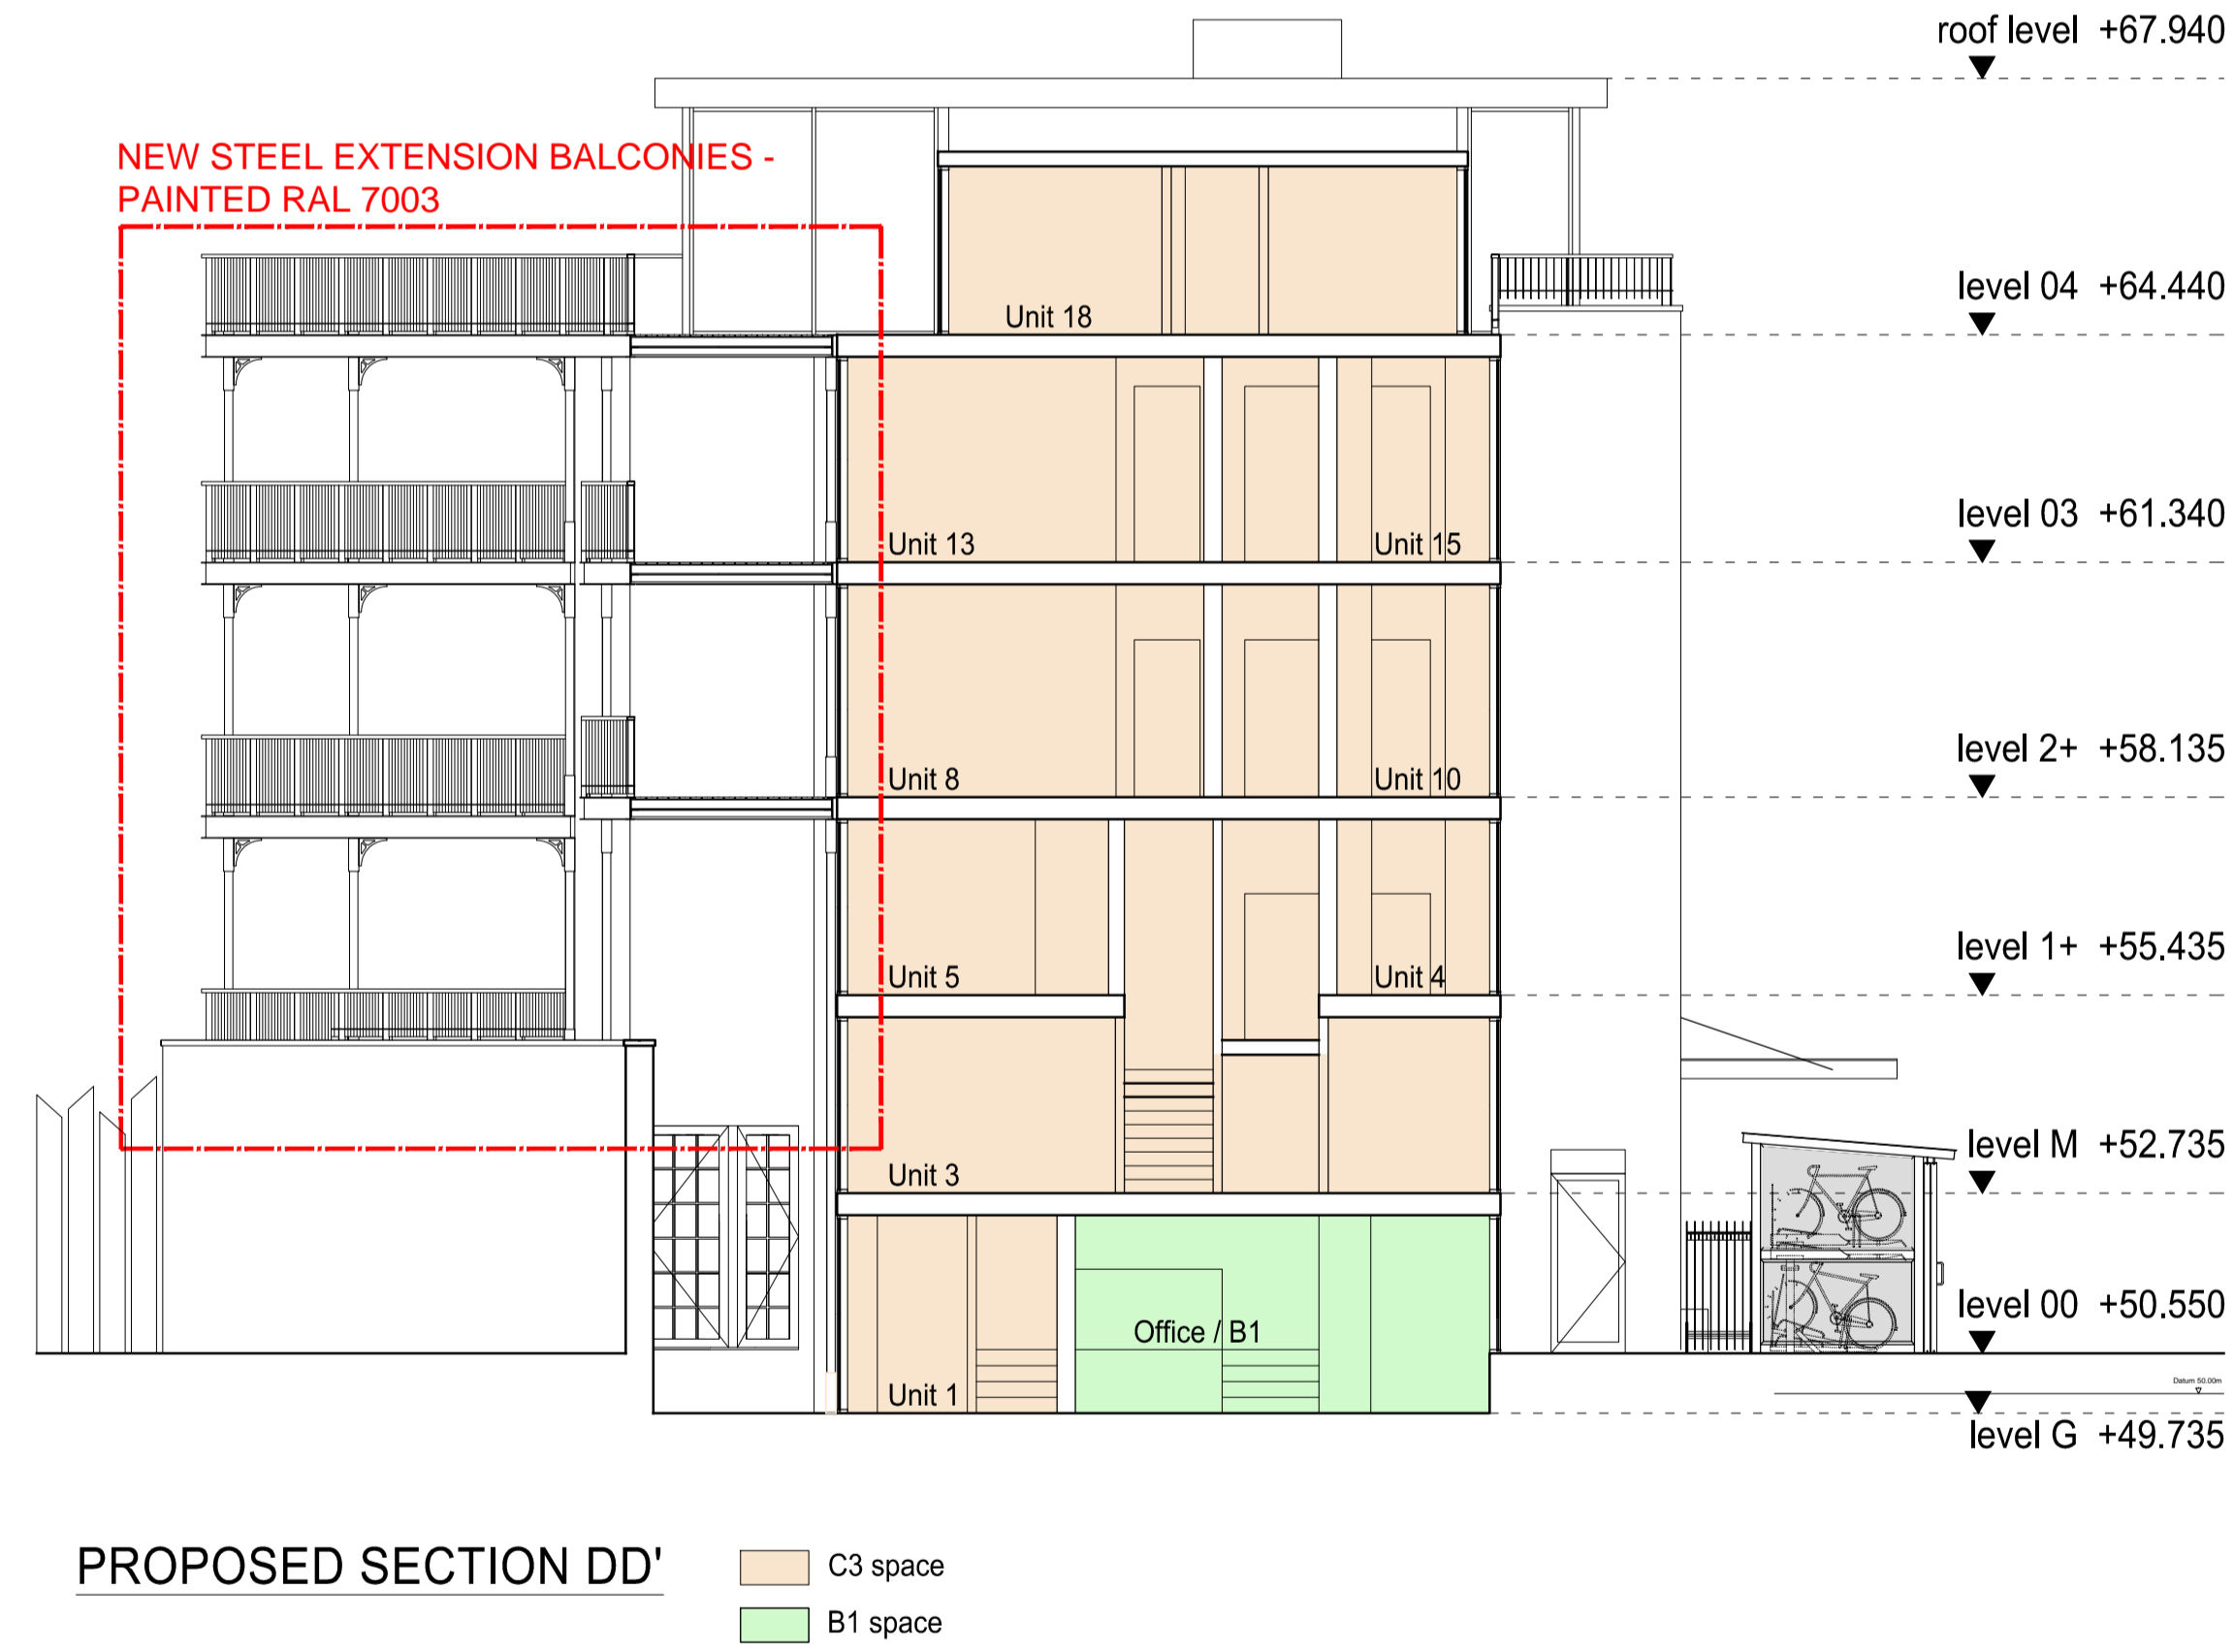 roof level +67.940
NEW STEEL EXTENSION BALCONIES -
PAINTED RAL 7003
level 04 +64.440
Unit 18
level 03 +61.340
Unit 13
Unit 15
level 2+ +58.135
Unit 8
Unit 10
level 1+ +55.435
Unit 5
Unit 4
level M +52.735
Unit 3
level 00 +50.550
Office / B1
Datum 50.00m
Unit 1
level G +49.735
PROPOSED SECTION DD'
C3 space
B1 space